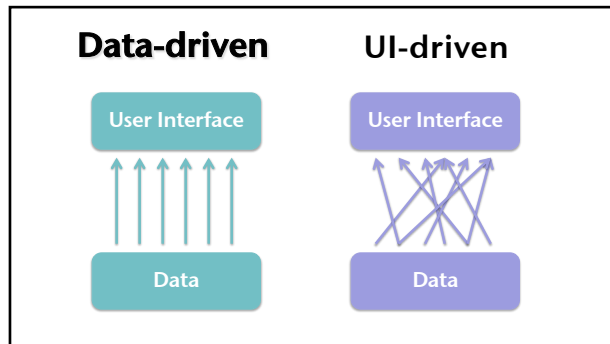 Data-driven
UI-driven
User Interface
User Interface
Data
Data